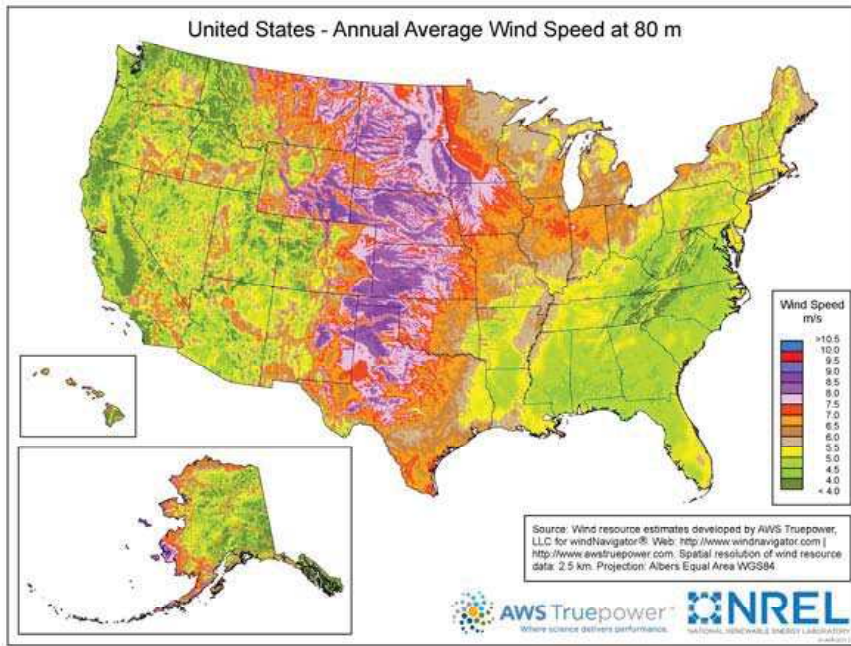 United States - Annual Average Wind Speed at 80 m
Wind Speed
m/s
>10.5
10.0
9.5
9.0
8.5
8.0
7.5
7.0
6.5
6.0
5.5
5.0
4.5
4.0
< 4.0
Source: Wind resource estimates developed by AWS Truepower,
LLC for windNavigator®. Web: http://www.windnavigator.com |
http://www.awstruepower.com. Spatial resolution of wind resource
data: 2.5 km. Projection: Albers Equal Area WGS84.
AWS Truepower™
Where science delivers performance.
NREL
NATIONAL RENEWABLE ENERGY LABORATORY